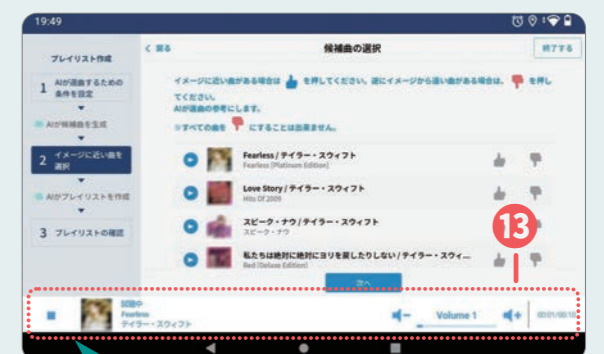 19:49
プレイリスト作成
1 AIが選曲するための
条件を設定
AIが候補曲を生成
2 イメージに近い曲を
選択
AIがプレイリストを作成
3 プレイリストの確認
< 戻る
候補曲の選択
終了する
イメージに近い曲がある場合は を押してください。逆にイメージから遠い曲がある場合は、 を押し
てください。
AIが選曲の参考にします。
※すべての曲を にすることは出来ません。
Fearless / テイラー・スウィフト
Fearless [Platinum Edition]
Love Story / テイラー・スウィフト
Hits Of 2009
スピーク・ナウ / テイラー・スウィフト
スピーク・ナウ
私たちは絶対に絶対にヨリを戻したりしない / テイラー・スウィ...
Red [Deluxe Edition]
13
次へ
試聴中
Fearless
テイラー・スウィフト
Volume 1
00:01/00:10